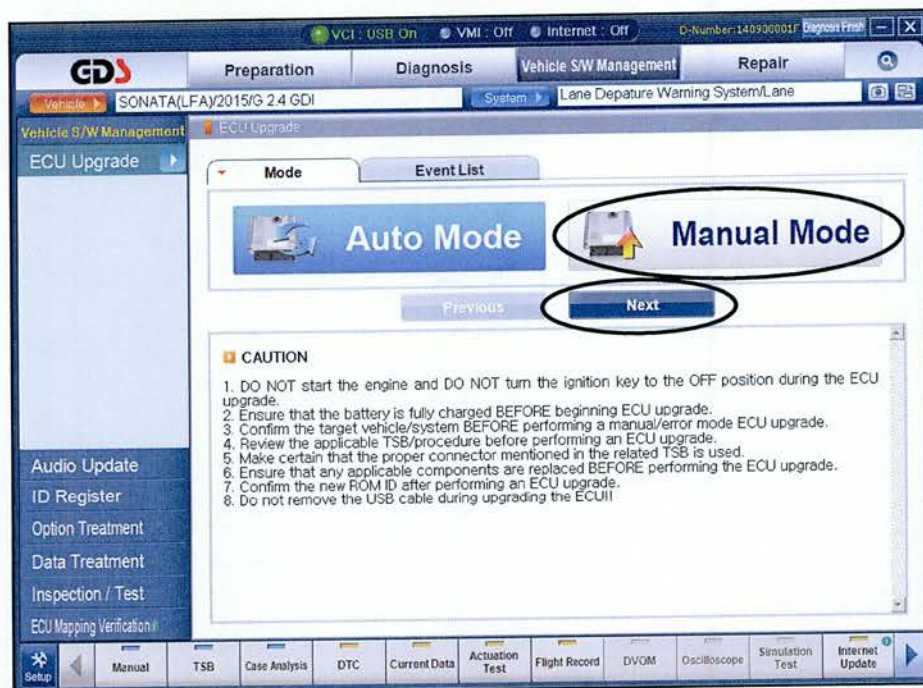 VCI : USB On VMI : Off Internet : Off D-Number:140900001F Diagnosis Finish
GDS Preparation Diagnosis Vehicle S/W Management Repair
Vehicle SONATA(LFA)/2015/G 2.4 GDI System Lane Depature Warning System/Lane
Vehicle S/W Management ECU Upgrade
ECU Upgrade
Mode Event List
Auto Mode Manual Mode
Previous Next
CAUTION
1. DO NOT start the engine and DO NOT turn the ignition key to the OFF position during the ECU
upgrade.
2. Ensure that the battery is fully charged BEFORE beginning ECU upgrade.
3. Confirm the target vehicle/system BEFORE performing a manual/error mode ECU upgrade.
4. Review the applicable TSB/procedure before performing an ECU upgrade.
5. Make certain that the proper connector mentioned in the related TSB is used.
6. Ensure that any applicable components are replaced BEFORE performing the ECU upgrade.
7. Confirm the new ROM ID after performing an ECU upgrade.
8. Do not remove the USB cable during upgrading the ECU!!
Audio Update
ID Register
Option Treatment
Data Treatment
Inspection / Test
ECU Mapping Verification
Setup Manual TSB Case Analysis DTC Current Data Actuation Test Flight Record DVOM Oscilloscope Simulation Test Internet Update